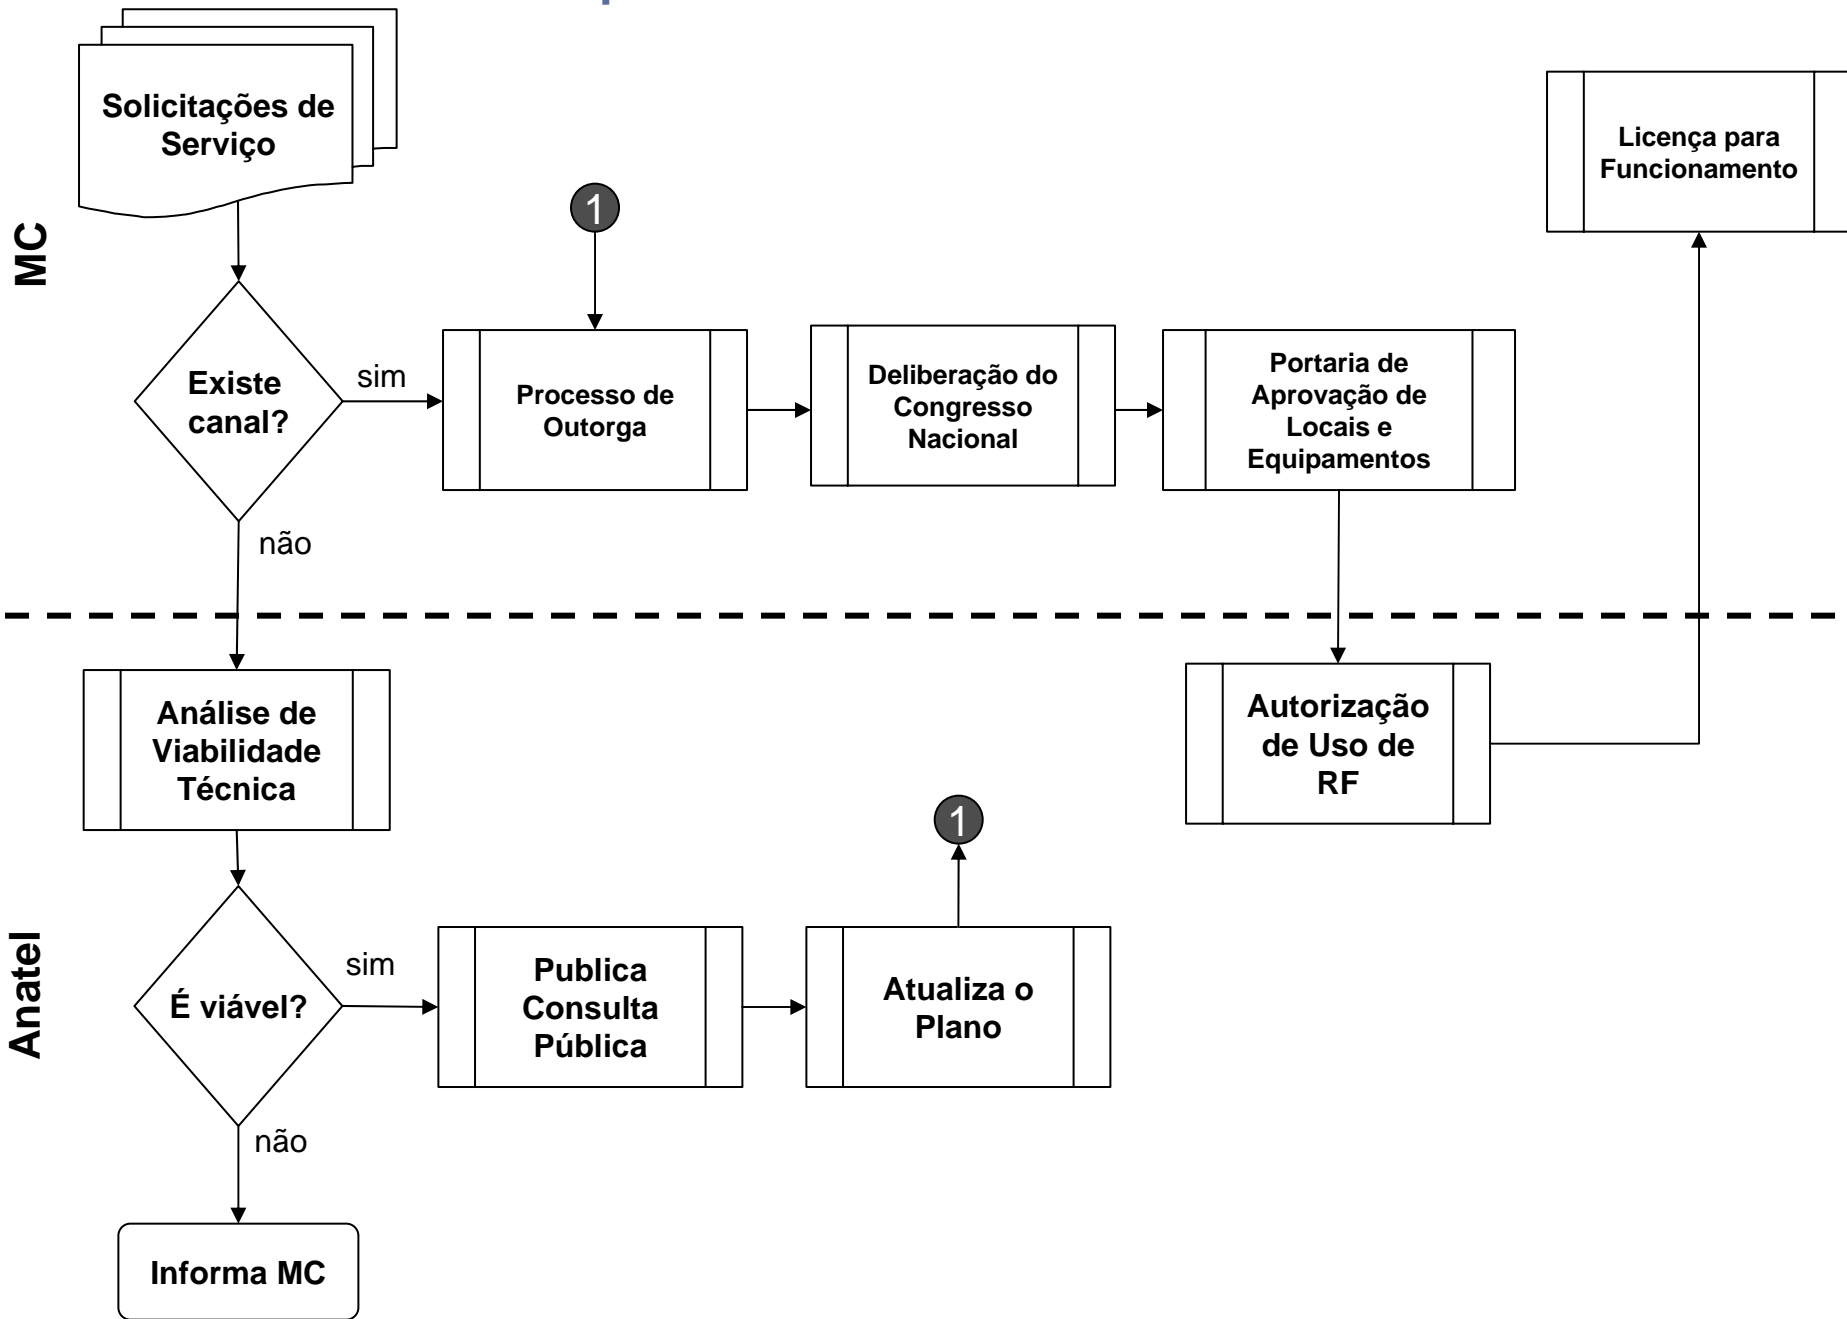 Solicitações de
Serviço
Licença para
Funcionamento
MC
1
Existe
canal?
sim
Processo de
Outorga
Deliberação do
Congresso
Nacional
Portaria de
Aprovação de
Locais e
Equipamentos
não
Análise de
Viabilidade
Técnica
Autorização
de Uso de
RF
1
Anatel
É viável?
sim
Publica
Consulta
Pública
Atualiza o
Plano
não
Informa MC